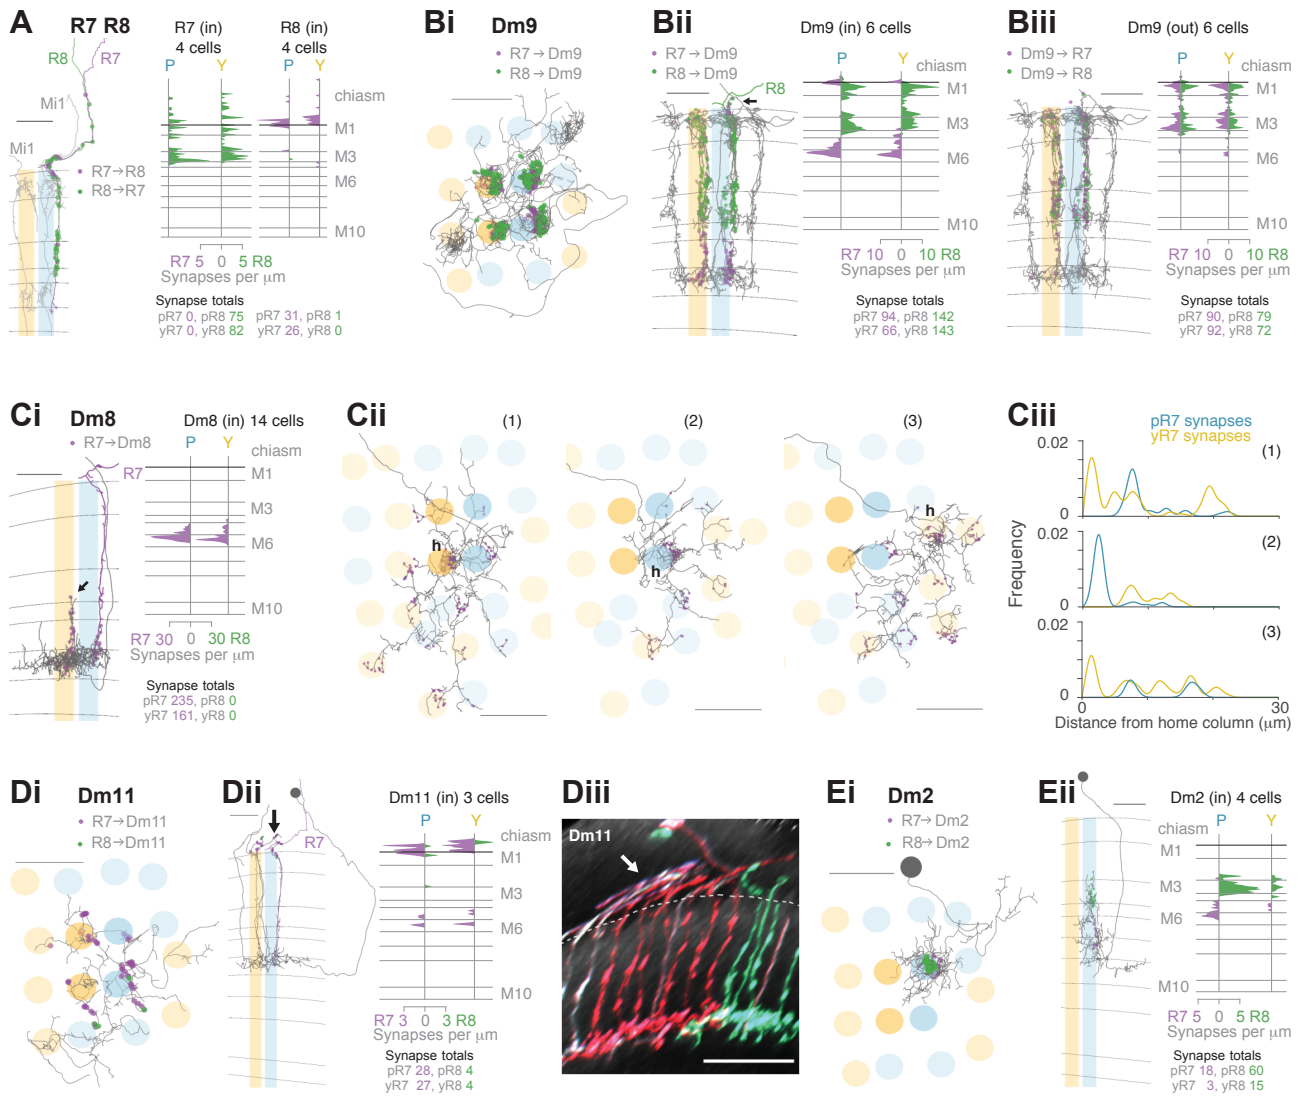 A
R7 R8
R7 (in)
4 cells
R8 (in)
4 cells
R8
R7
P
Y
P
Y
Mi1
chiasm
M1
Mi1
M3
R7→R8
R8→R7
M6
M10
R7 5 0 5 R8
Synapses per μm
Synapse totals
pR7 0, pR8 75
yR7 0, yR8 82
pR7 31, pR8 1
yR7 26, yR8 0
Bi
Dm9
R7→Dm9
R8→Dm9
Bii
Dm9 (in) 6 cells
R7→Dm9
R8→Dm9
P
Y
chiasm
R8
M1
M3
M6
M10
R7 10 0 10 R8
Synapses per μm
Synapse totals
pR7 94, pR8 142
yR7 66, yR8 143
Biii
Dm9 (out) 6 cells
Dm9→R7
Dm9→R8
P
Y
chiasm
M1
M3
M6
M10
R7 10 0 10 R8
Synapses per μm
Synapse totals
pR7 90, pR8 79
yR7 92, yR8 72
Ci
Dm8
Dm8 (in) 14 cells
R7→Dm8
P
Y
chiasm
R7
M1
M3
M6
M10
R7 30 0 30 R8
Synapses per μm
Synapse totals
pR7 235, pR8 0
yR7 161, yR8 0
Cii
(1)
(2)
(3)
h
h
h
Ciii
pR7 synapses
yR7 synapses
0.02
(1)
0
0.02
(2)
0
0.02
(3)
0
Frequency
0
30
Distance from home column (μm)
Di
Dm11
R7→Dm11
R8→Dm11
Dii
Dm11 (in) 3 cells
P
Y
R7
chiasm
M1
M3
M6
M10
R7 3 0 3 R8
Synapses per μm
Synapse totals
pR7 28, pR8 4
yR7 27, yR8 4
Diii
Dm11
Ei
Dm2
R7→Dm2
R8→Dm2
Eii
Dm2 (in) 4 cells
P
Y
chiasm
M1
M3
M6
M10
R7 5 0 5 R8
Synapses per μm
Synapse totals
pR7 18, pR8 60
yR7 3, yR8 15